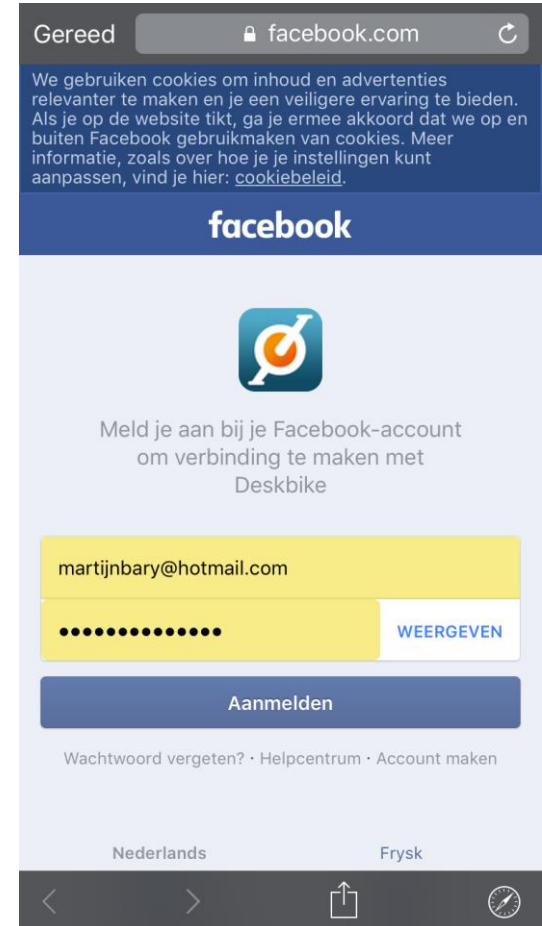 Gereed facebook.com
We gebruiken cookies om inhoud en advertenties
relevanter te maken en je een veiligere ervaring te bieden.
Als je op de website tikt, ga je ermee akkoord dat we op en
buiten Facebook gebruikmaken van cookies. Meer
informatie, zoals over hoe je je instellingen kunt
aanpassen, vind je hier: cookiebeleid.
facebook
Meld je aan bij je Facebook-account
om verbinding te maken met
Deskbike
martijnbary@hotmail.com
•••••••••••••• WEERGEVEN
Aanmelden
Wachtwoord vergeten? · Helpcentrum · Account maken
Nederlands Frysk